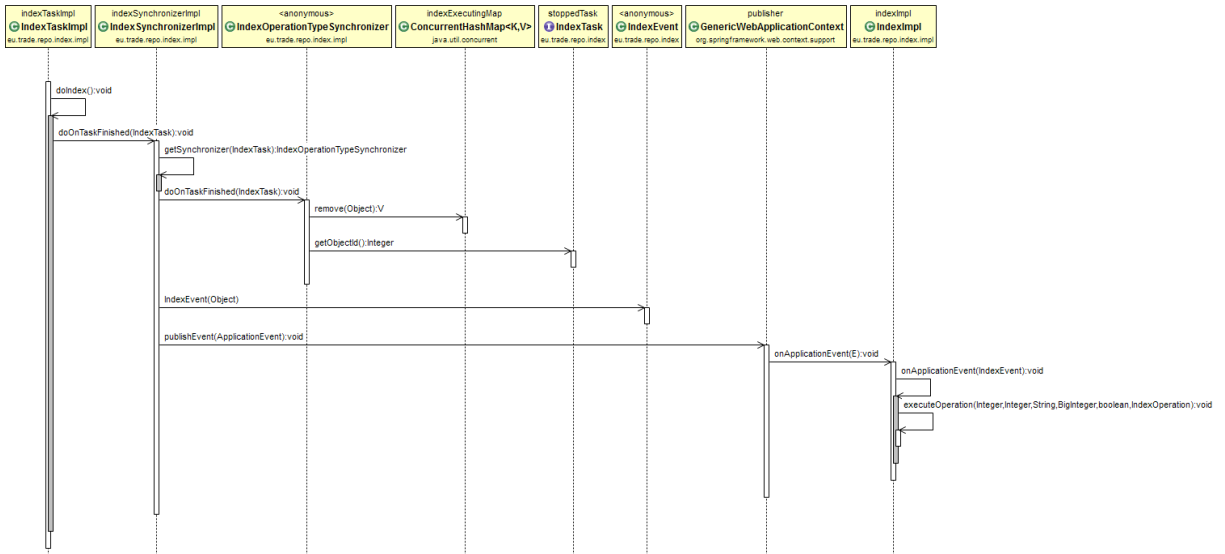 indexTaskImpl
IndexTaskImpl
eu.trade.repo.index.impl
indexSynchronizerImpl
IndexSynchronizerImpl
eu.trade.repo.index.impl
<anonymous>
IndexOperationTypeSynchronizer
eu.trade.repo.index.impl
indexExecutingMap
ConcurrentHashMap<K,V>
java.util.concurrent
stoppedTask
IndexTask
eu.trade.repo.index
<anonymous>
IndexEvent
eu.trade.repo.index
publisher
GenericWebApplicationContext
org.springframework.web.context.support
indexImpl
IndexImpl
eu.trade.repo.index.impl
doIndex():void
doOnTaskFinished(IndexTask):void
getSynchronizer(IndexTask):IndexOperationTypeSynchronizer
doOnTaskFinished(IndexTask):void
remove(Object):V
getObjectId():Integer
IndexEvent(Object)
publishEvent(ApplicationEvent):void
onApplicationEvent(E):void
onApplicationEvent(IndexEvent):void
executeOperation(Integer,Integer,String,BigInteger,boolean,IndexOperation):void